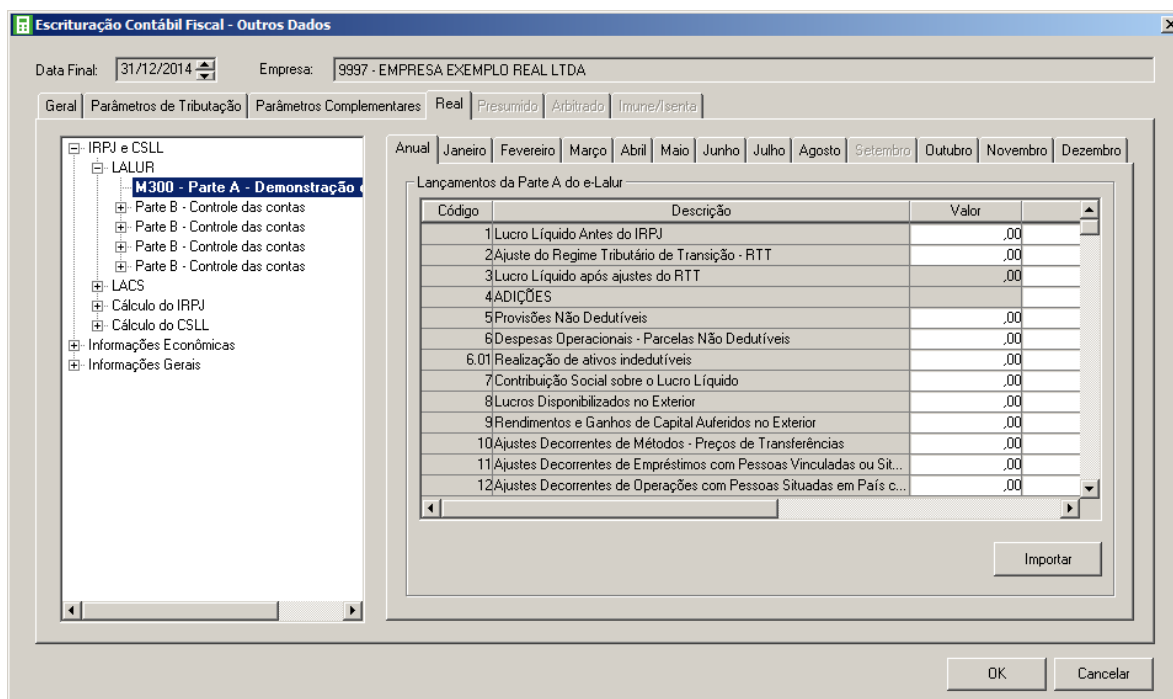 Escrituração Contábil Fiscal - Outros Dados
Data Final: 31/12/2014 Empresa: 9997 - EMPRESA EXEMPLO REAL LTDA
Geral Parâmetros de Tributação Parâmetros Complementares Real Presumido Arbitrado Imune/Isenta
IRPJ e CSLL
LALUR
M300 - Parte A - Demonstração
Parte B - Controle das contas
Parte B - Controle das contas
Parte B - Controle das contas
Parte B - Controle das contas
LACS
Cálculo do IRPJ
Cálculo do CSLL
Informações Econômicas
Informações Gerais
Anual Janeiro Fevereiro Março Abril Maio Junho Julho Agosto Setembro Outubro Novembro Dezembro
Lançamentos da Parte A do e-Lalur
Código Descrição Valor
1 Lucro Líquido Antes do IRPJ ,00
2 Ajuste do Regime Tributário de Transição - RTT ,00
3 Lucro Líquido após ajustes do RTT ,00
4 ADIÇÕES
5 Provisões Não Dedutíveis ,00
6 Despesas Operacionais - Parcelas Não Dedutíveis ,00
6.01 Realização de ativos indedutíveis ,00
7 Contribuição Social sobre o Lucro Líquido ,00
8 Lucros Disponibilizados no Exterior ,00
9 Rendimentos e Ganhos de Capital Auferidos no Exterior ,00
10 Ajustes Decorrentes de Métodos - Preços de Transferências ,00
11 Ajustes Decorrentes de Empréstimos com Pessoas Vinculadas ou Sit... ,00
12 Ajustes Decorrentes de Operações com Pessoas Situadas em País c... ,00
Importar
OK Cancelar